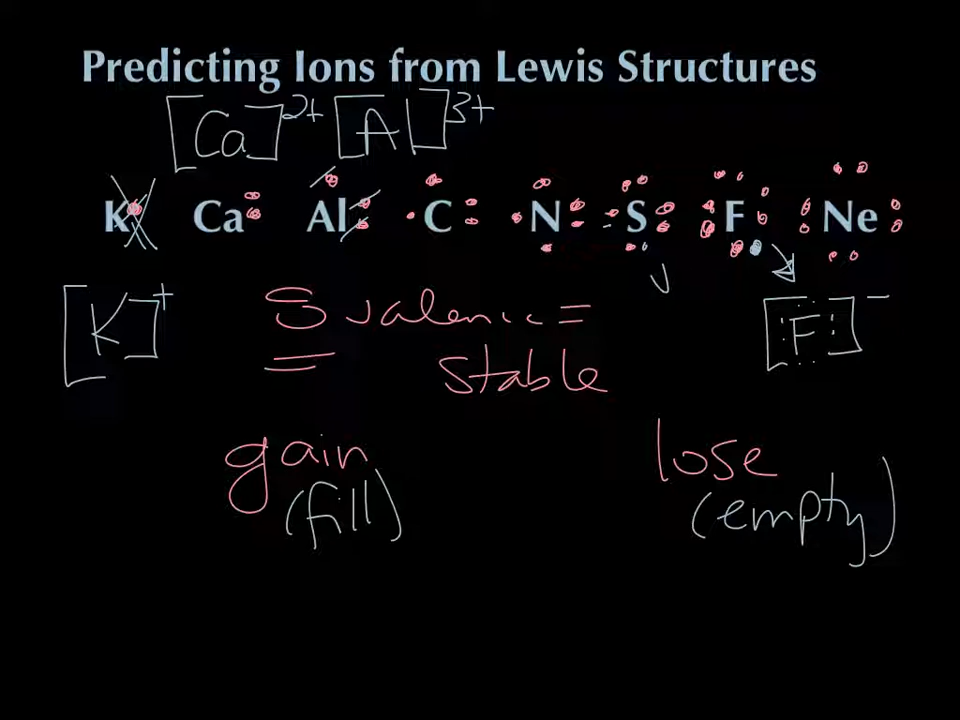 Predicting Ions from Lewis Structures
[Ca]2+ [Al]3+
K Ca Al C N S F Ne
[K]+ 8 valence = [F]-
stable
gain lose
(fill) (empty)